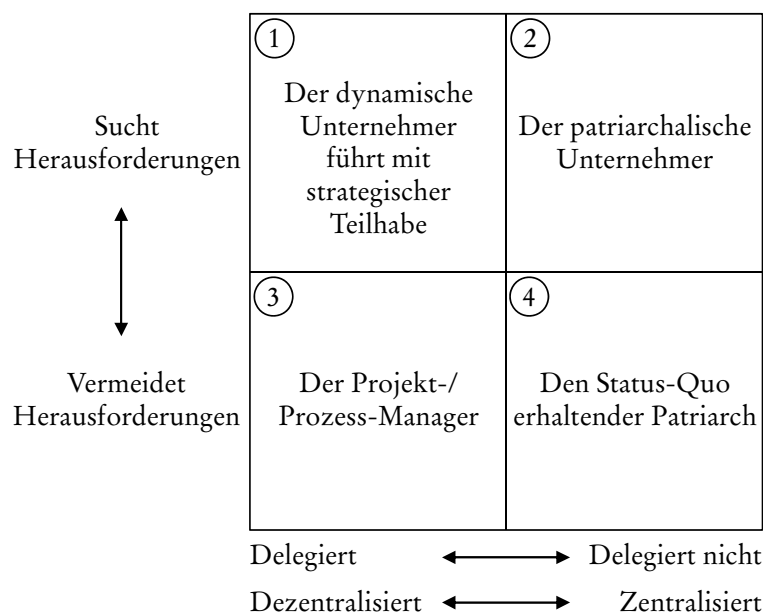 1
2
Der dynamische
Unternehmer
führt mit
strategischer
Teilhabe
Der patriarchalische
Unternehmer
Sucht
Herausforderungen
3
4
Der Projekt-/
Prozess-Manager
Den Status-Quo
erhaltender Patriarch
Vermeidet
Herausforderungen
Delegiert
Delegiert nicht
Dezentralisiert
Zentralisiert